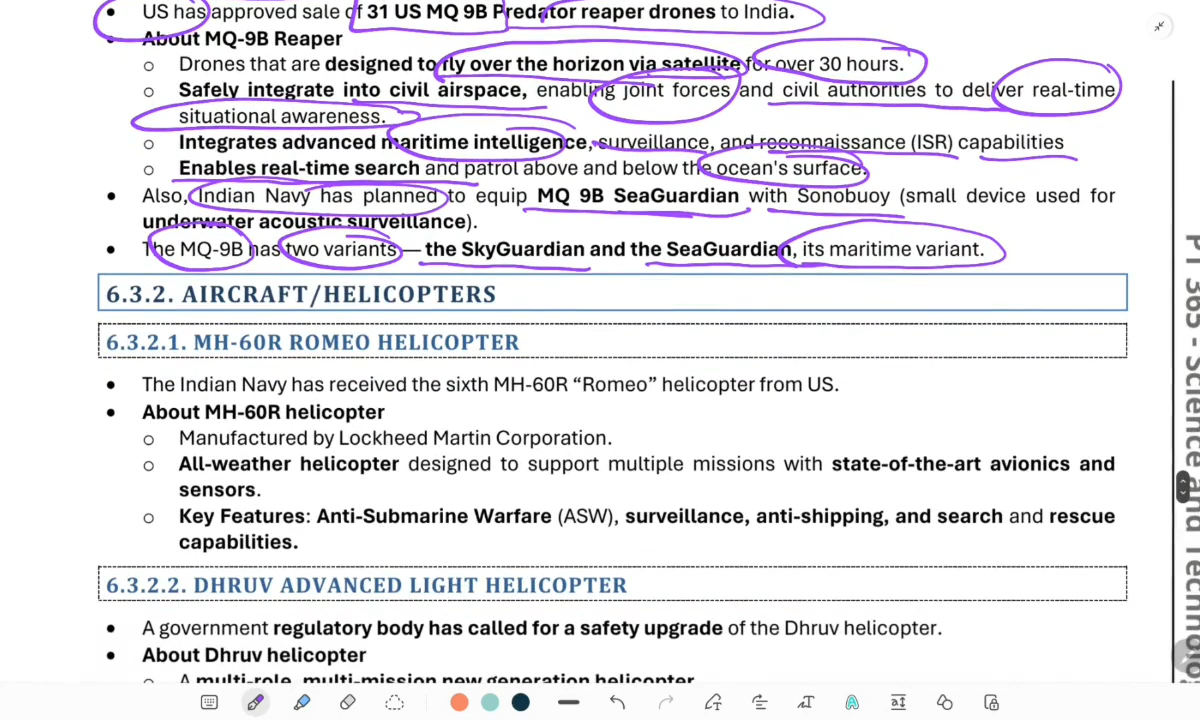 US has approved sale of 31 US MQ 9B Predator reaper drones to India.
About MQ-9B Reaper
Drones that are designed to fly over the horizon via satellite for over 30 hours.
Safely integrate into civil airspace, enabling joint forces and civil authorities to deliver real-time
situational awareness.
Integrates advanced maritime intelligence, surveillance, and reconnaissance (ISR) capabilities
Enables real-time search and patrol above and below the ocean's surface.
Also, Indian Navy has planned to equip MQ 9B SeaGuardian with Sonobuoy (small device used for
underwater acoustic surveillance).
The MQ-9B has two variants— the SkyGuardian and the SeaGuardian, its maritime variant.
6.3.2. AIRCRAFT/HELICOPTERS
6.3.2.1. MH-60R ROMEO HELICOPTER
The Indian Navy has received the sixth MH-60R “Romeo” helicopter from US.
About MH-60R helicopter
Manufactured by Lockheed Martin Corporation.
All-weather helicopter designed to support multiple missions with state-of-the-art avionics and
sensors.
Key Features: Anti-Submarine Warfare (ASW), surveillance, anti-shipping, and search and rescue
capabilities.
6.3.2.2. DHRUV ADVANCED LIGHT HELICOPTER
A government regulatory body has called for a safety upgrade of the Dhruv helicopter.
About Dhruv helicopter
A multi-role, multi-mission new generation helicopter
PT 365 - Science and Technolo